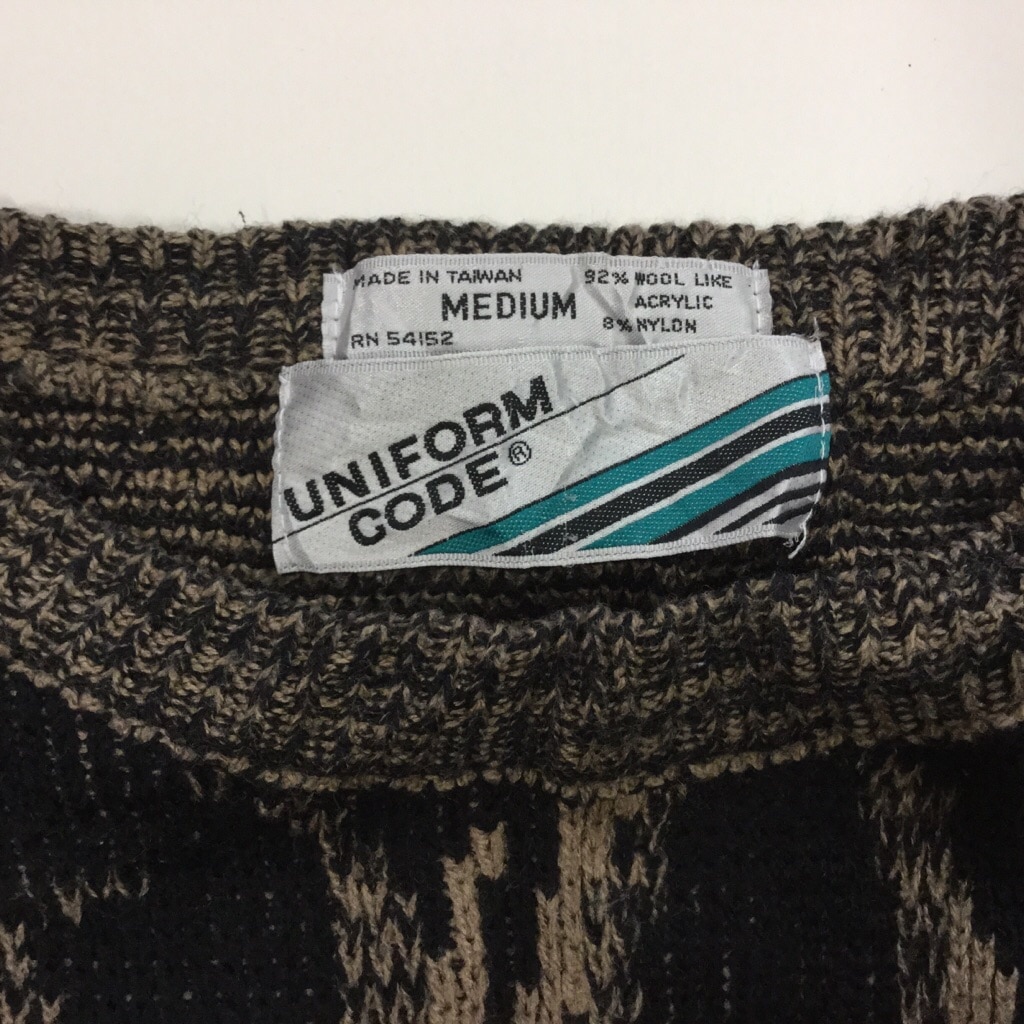 MADE IN TAIWAN
MEDIUM
RN 54152
92% WOOL LIKE
ACRYLIC
8% NYLON
UNIFORM
CODE®